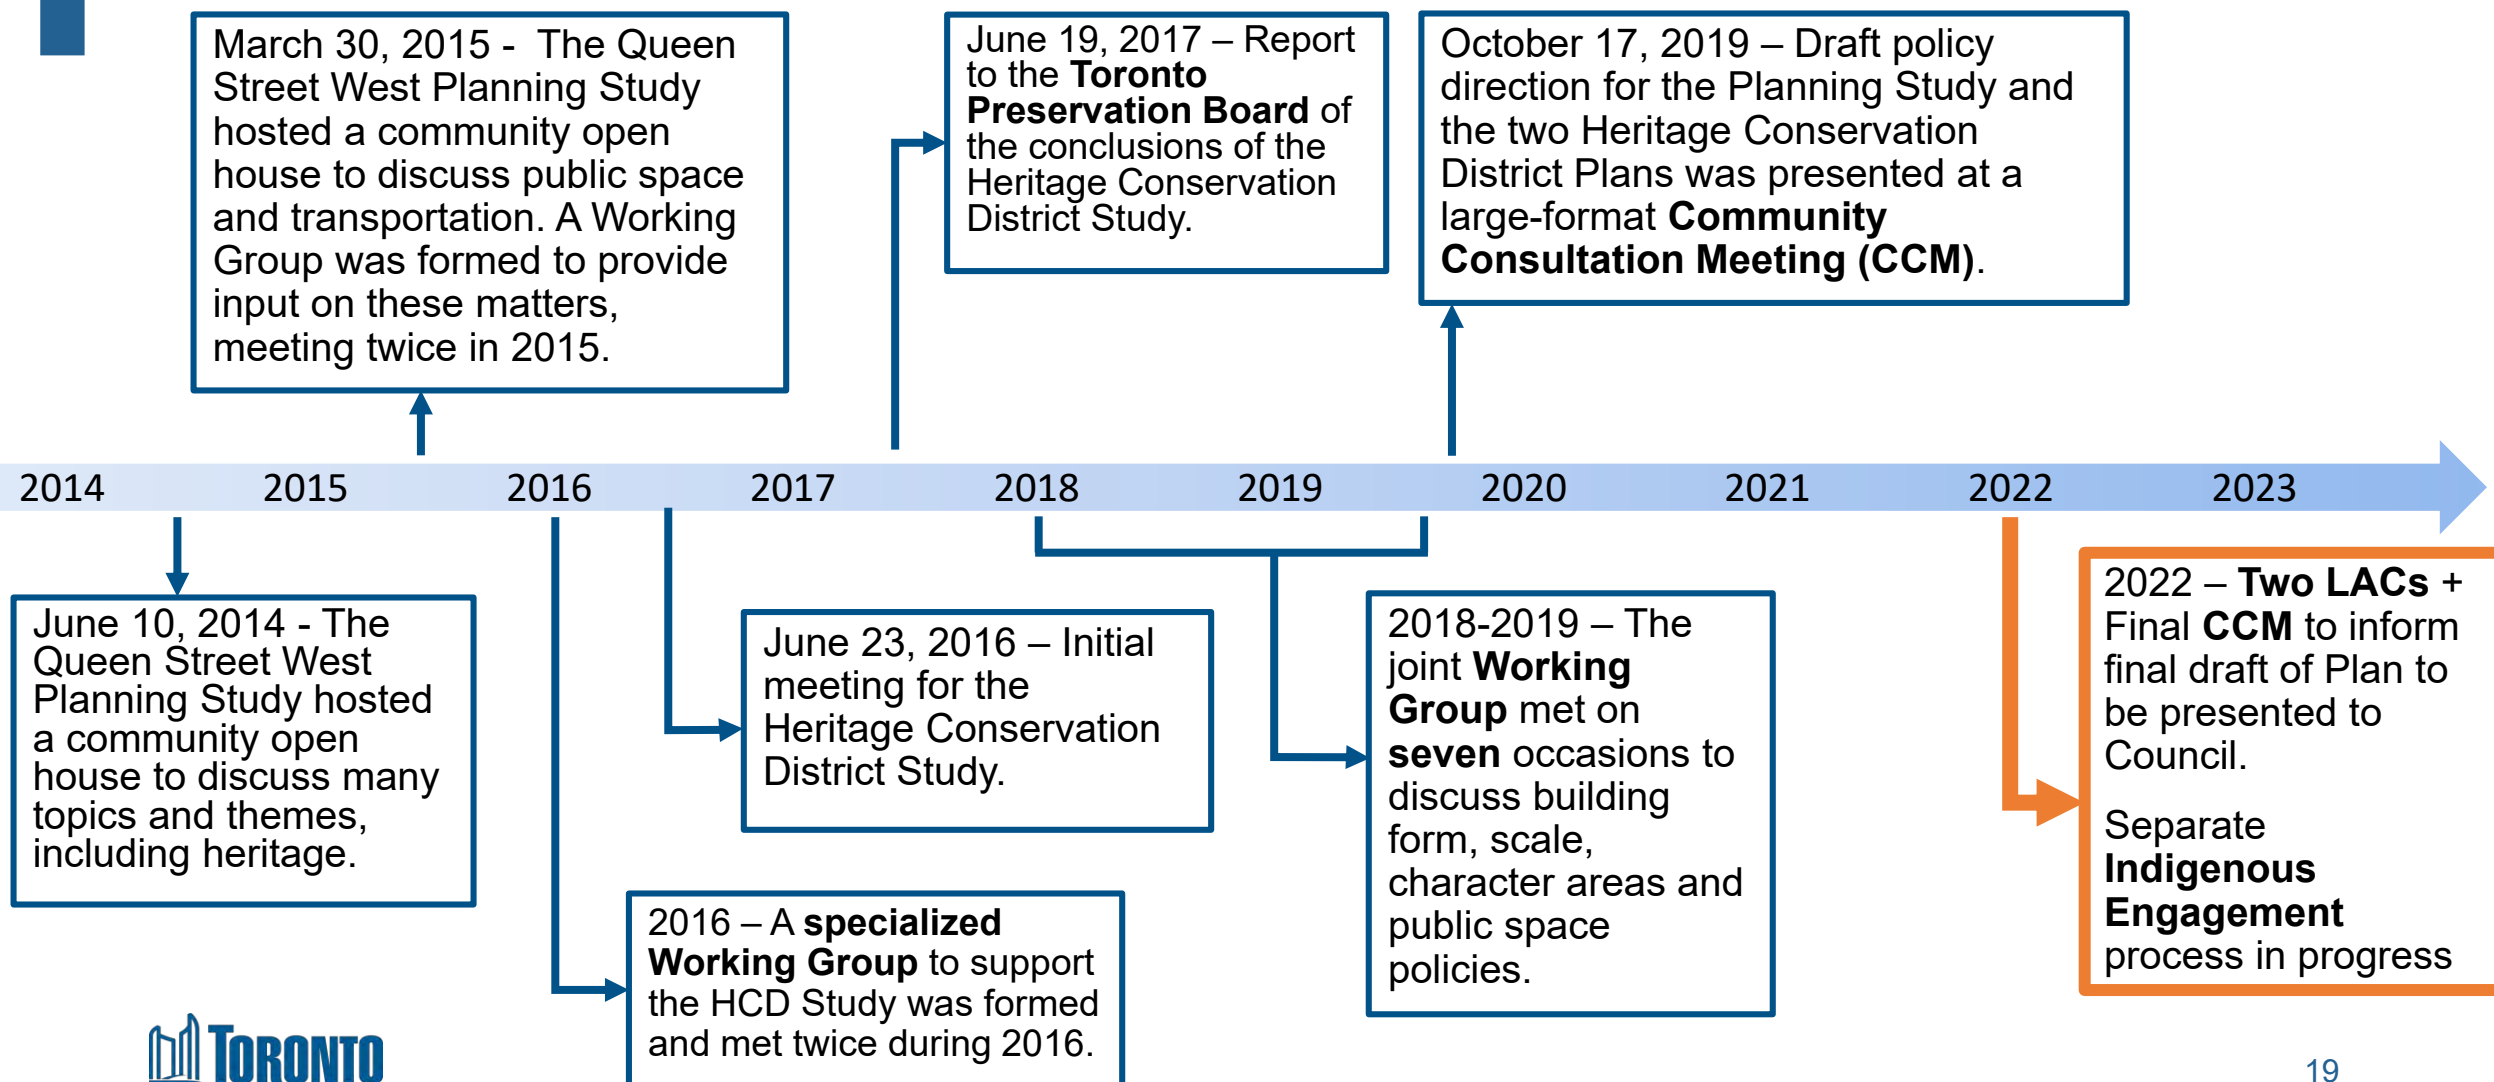 March 30, 2015 -  The Queen
Street West Planning Study
hosted a community open
house to discuss public space
and transportation. A Working
Group was formed to provide
input on these matters,
meeting twice in 2015.
June 19, 2017 – Report
to the Toronto
Preservation Board of
the conclusions of the
Heritage Conservation
District Study.
October 17, 2019 – Draft policy
direction for the Planning Study and
the two Heritage Conservation
District Plans was presented at a
large-format Community
Consultation Meeting (CCM).
2014 2015 2016 2017 2018 2019 2020 2021 2022 2023
June 10, 2014 - The
Queen Street West
Planning Study hosted
a community open
house to discuss many
topics and themes,
including heritage.
2016 – A specialized
Working Group to support
the HCD Study was formed
and met twice during 2016.
June 23, 2016 – Initial
meeting for the
Heritage Conservation
District Study.
2018-2019 – The
joint Working
Group met on
seven occasions to
discuss building
form, scale,
character areas and
public space
policies.
2022 – Two LACs +
Final CCM to inform
final draft of Plan to
be presented to
Council.
Separate
Indigenous
Engagement
process in progress
TORONTO
19